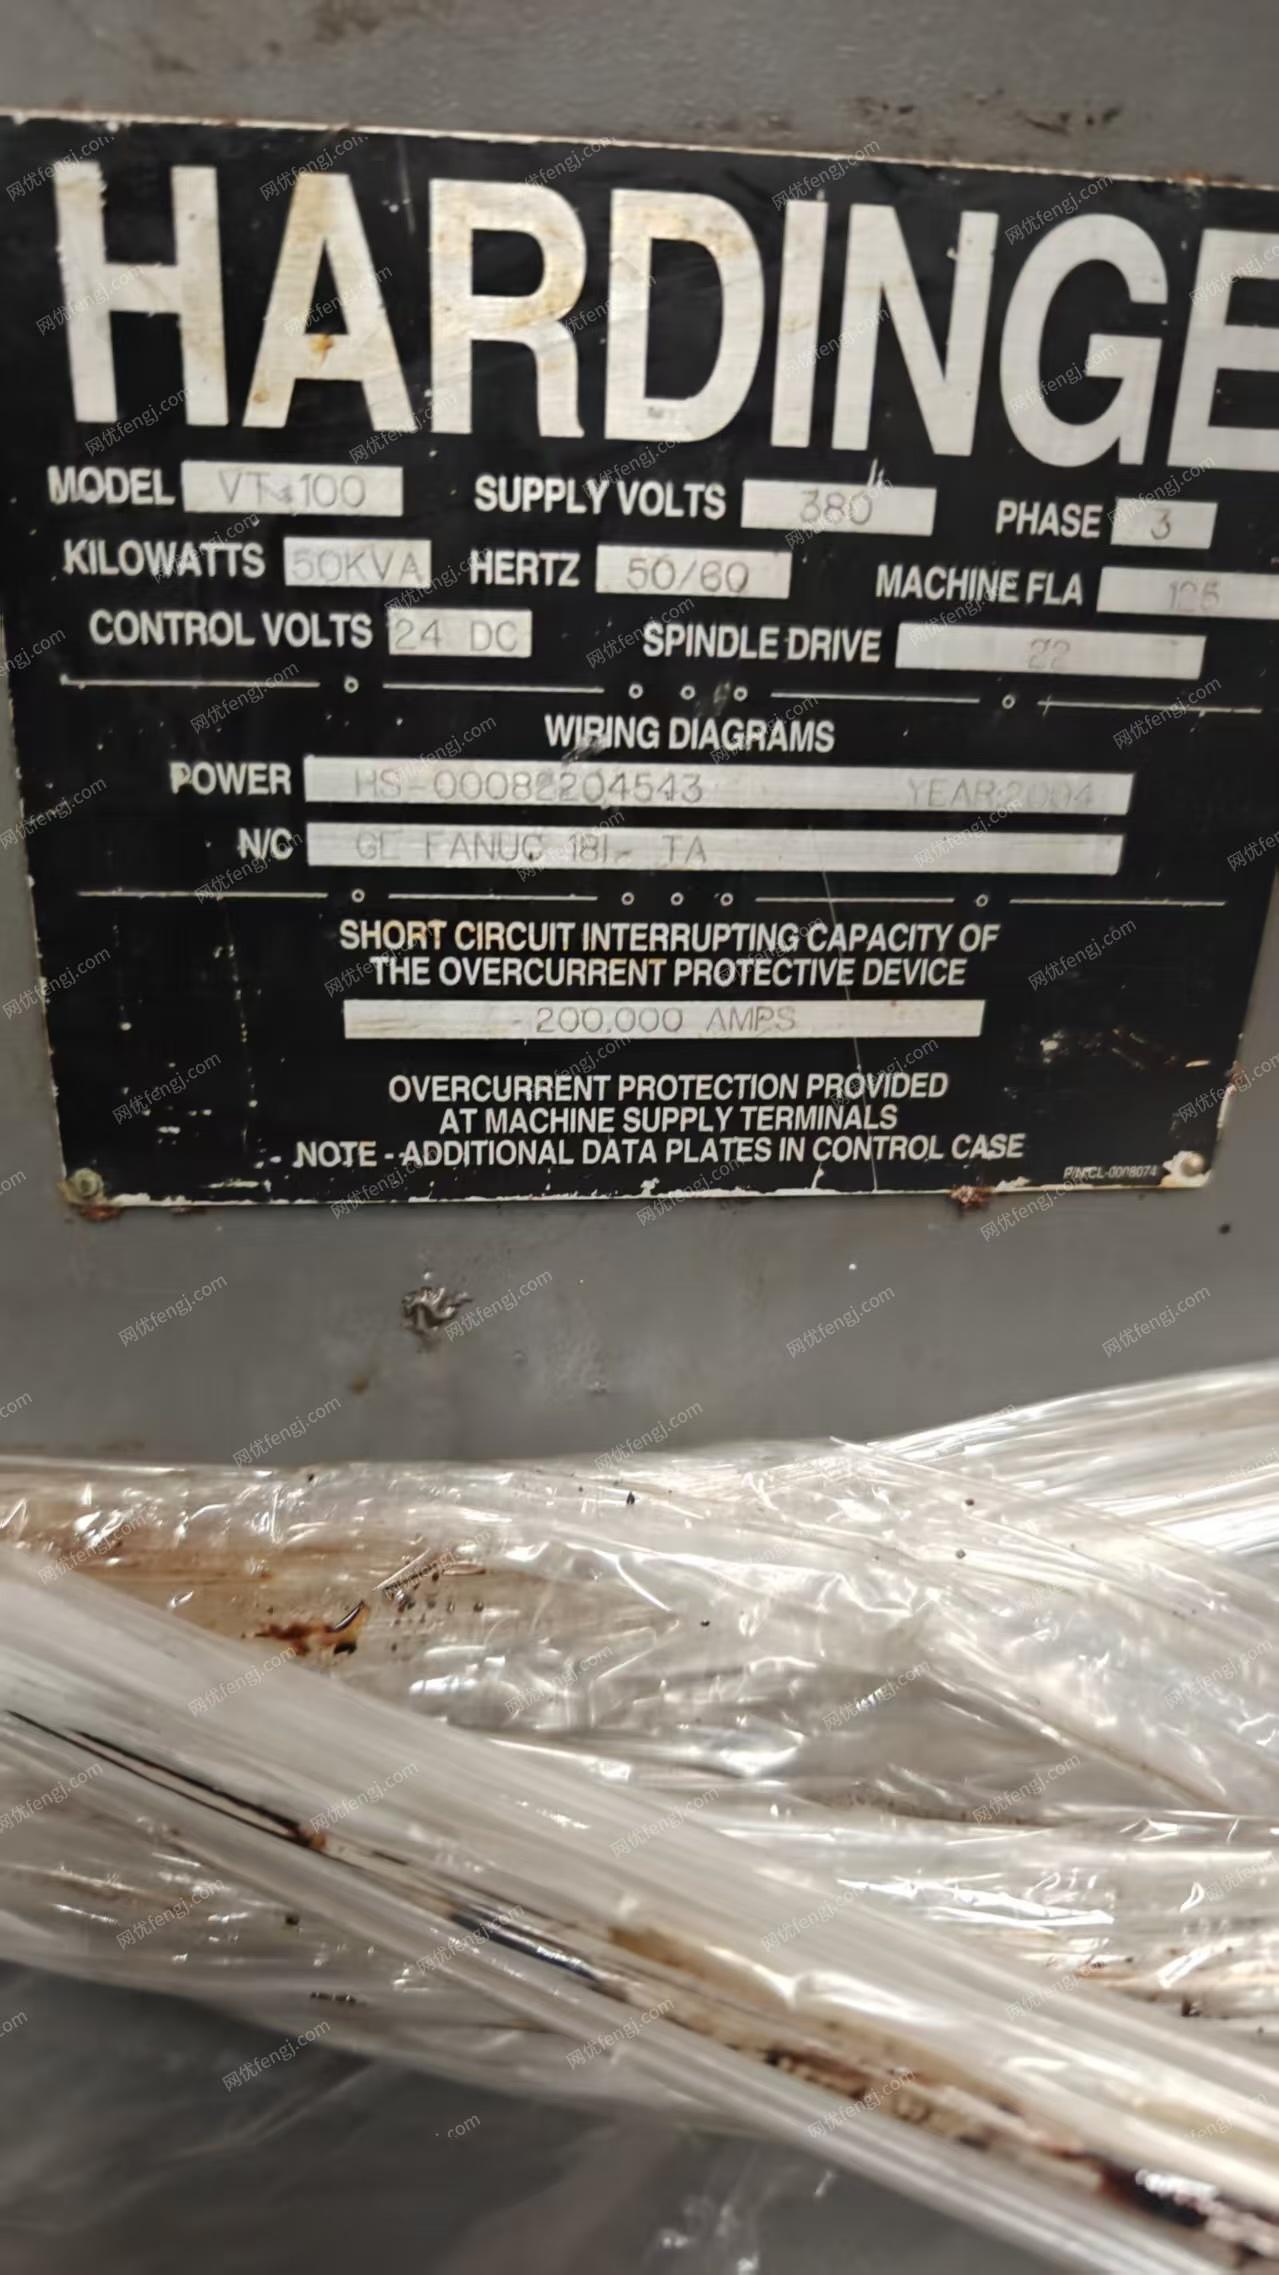 HARDINGE
MODEL VT 100 SUPPLY VOLTS 380 PHASE 3
KILOWATTS 50KVA HERTZ 50/60 MACHINE FLA 125
CONTROL VOLTS 24 DC SPINDLE DRIVE 22
WIRING DIAGRAMS
POWER HS-00082204543 YEAR:2004
N/C GE FANUC 18I - TA
SHORT CIRCUIT INTERRUPTING CAPACITY OF
THE OVERCURRENT PROTECTIVE DEVICE
200,000 AMPS
OVERCURRENT PROTECTION PROVIDED
AT MACHINE SUPPLY TERMINALS
NOTE - ADDITIONAL DATA PLATES IN CONTROL CASE
P/N CL-0008074
网优fengj.com